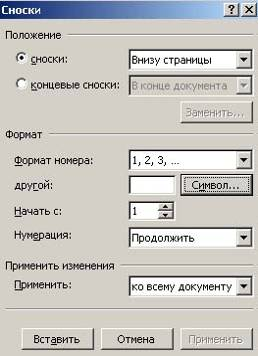 Сноски
Положение
сноски: Внизу страницы
концевые сноски: В конце документа
Заменить...
Формат
Формат номера: 1, 2, 3, ...
другой: Символ...
Начать с: 1
Нумерация: Продолжить
Применить изменения
Применить: ко всему документу
Вставить Отмена Применить